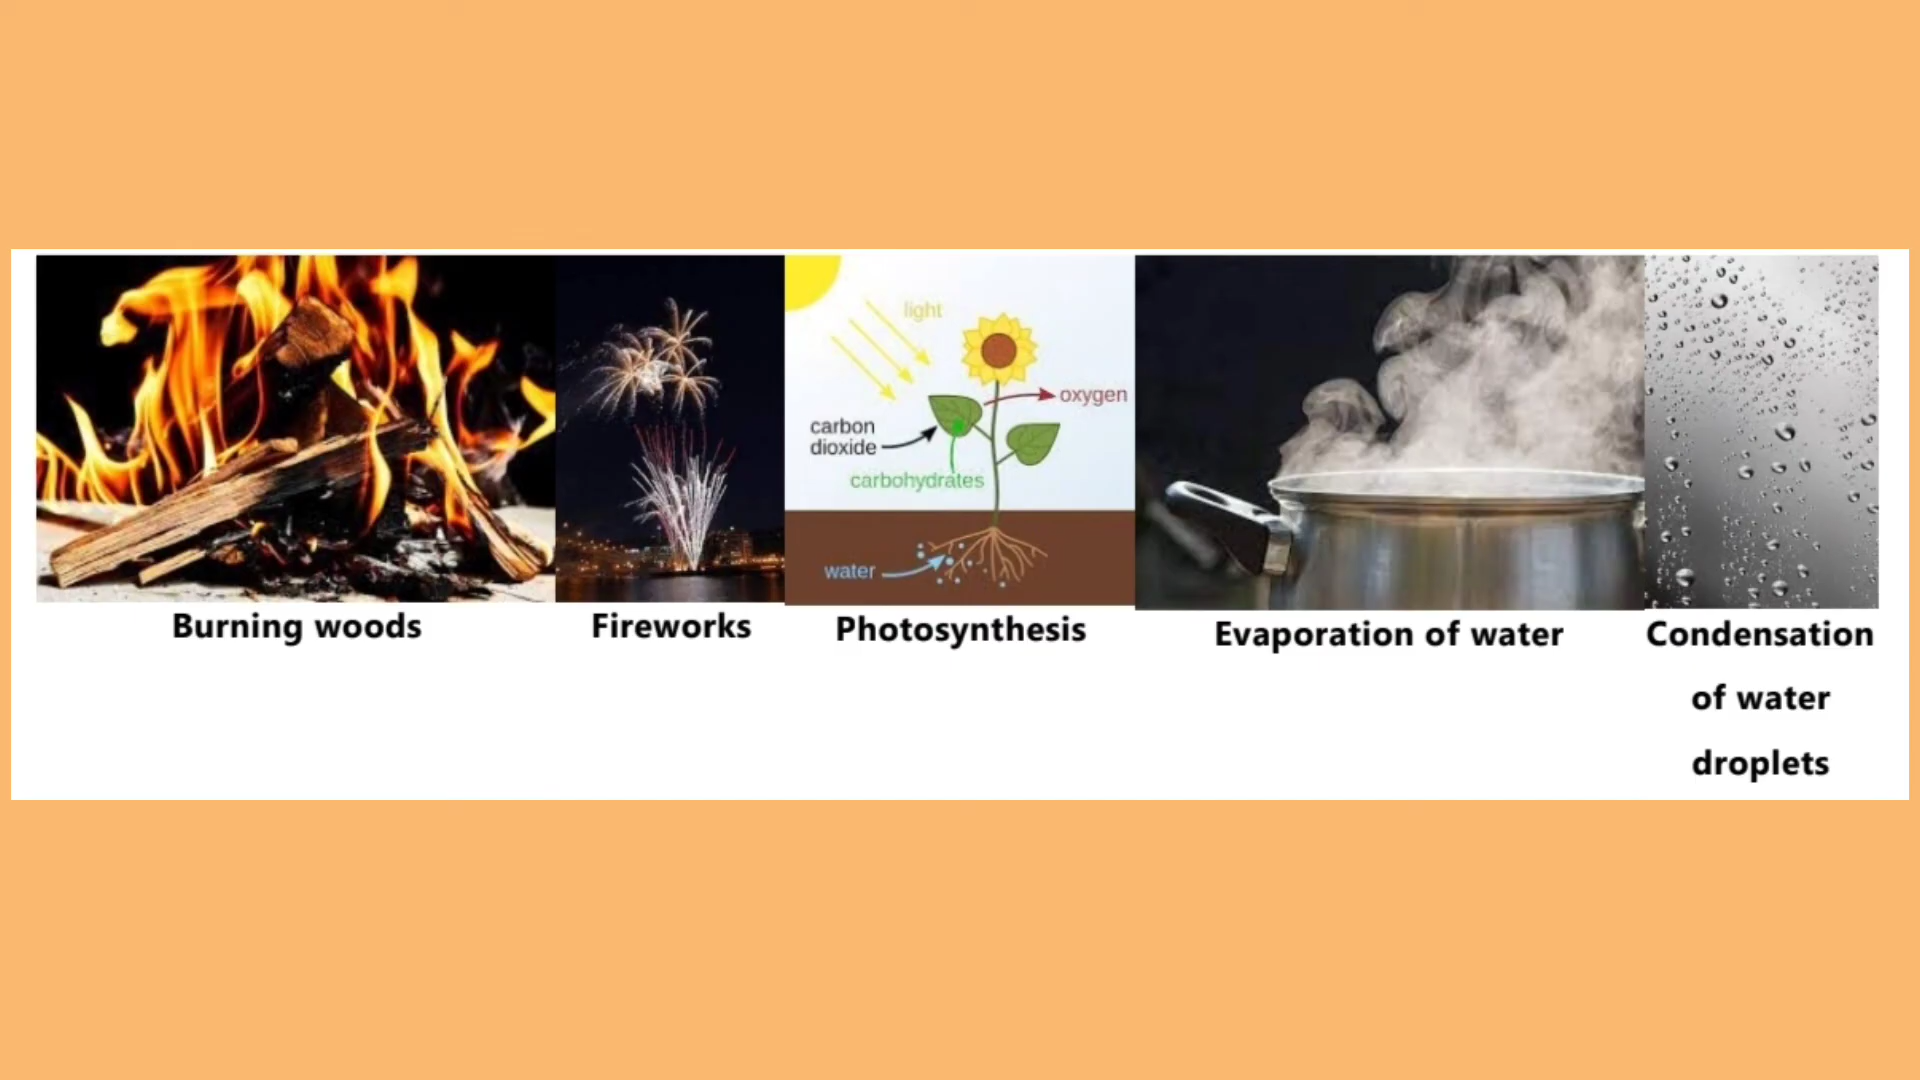 light
oxygen
carbon
dioxide
carbohydrates
water
Burning woods
Fireworks
Photosynthesis
Evaporation of water
Condensation
of water
droplets